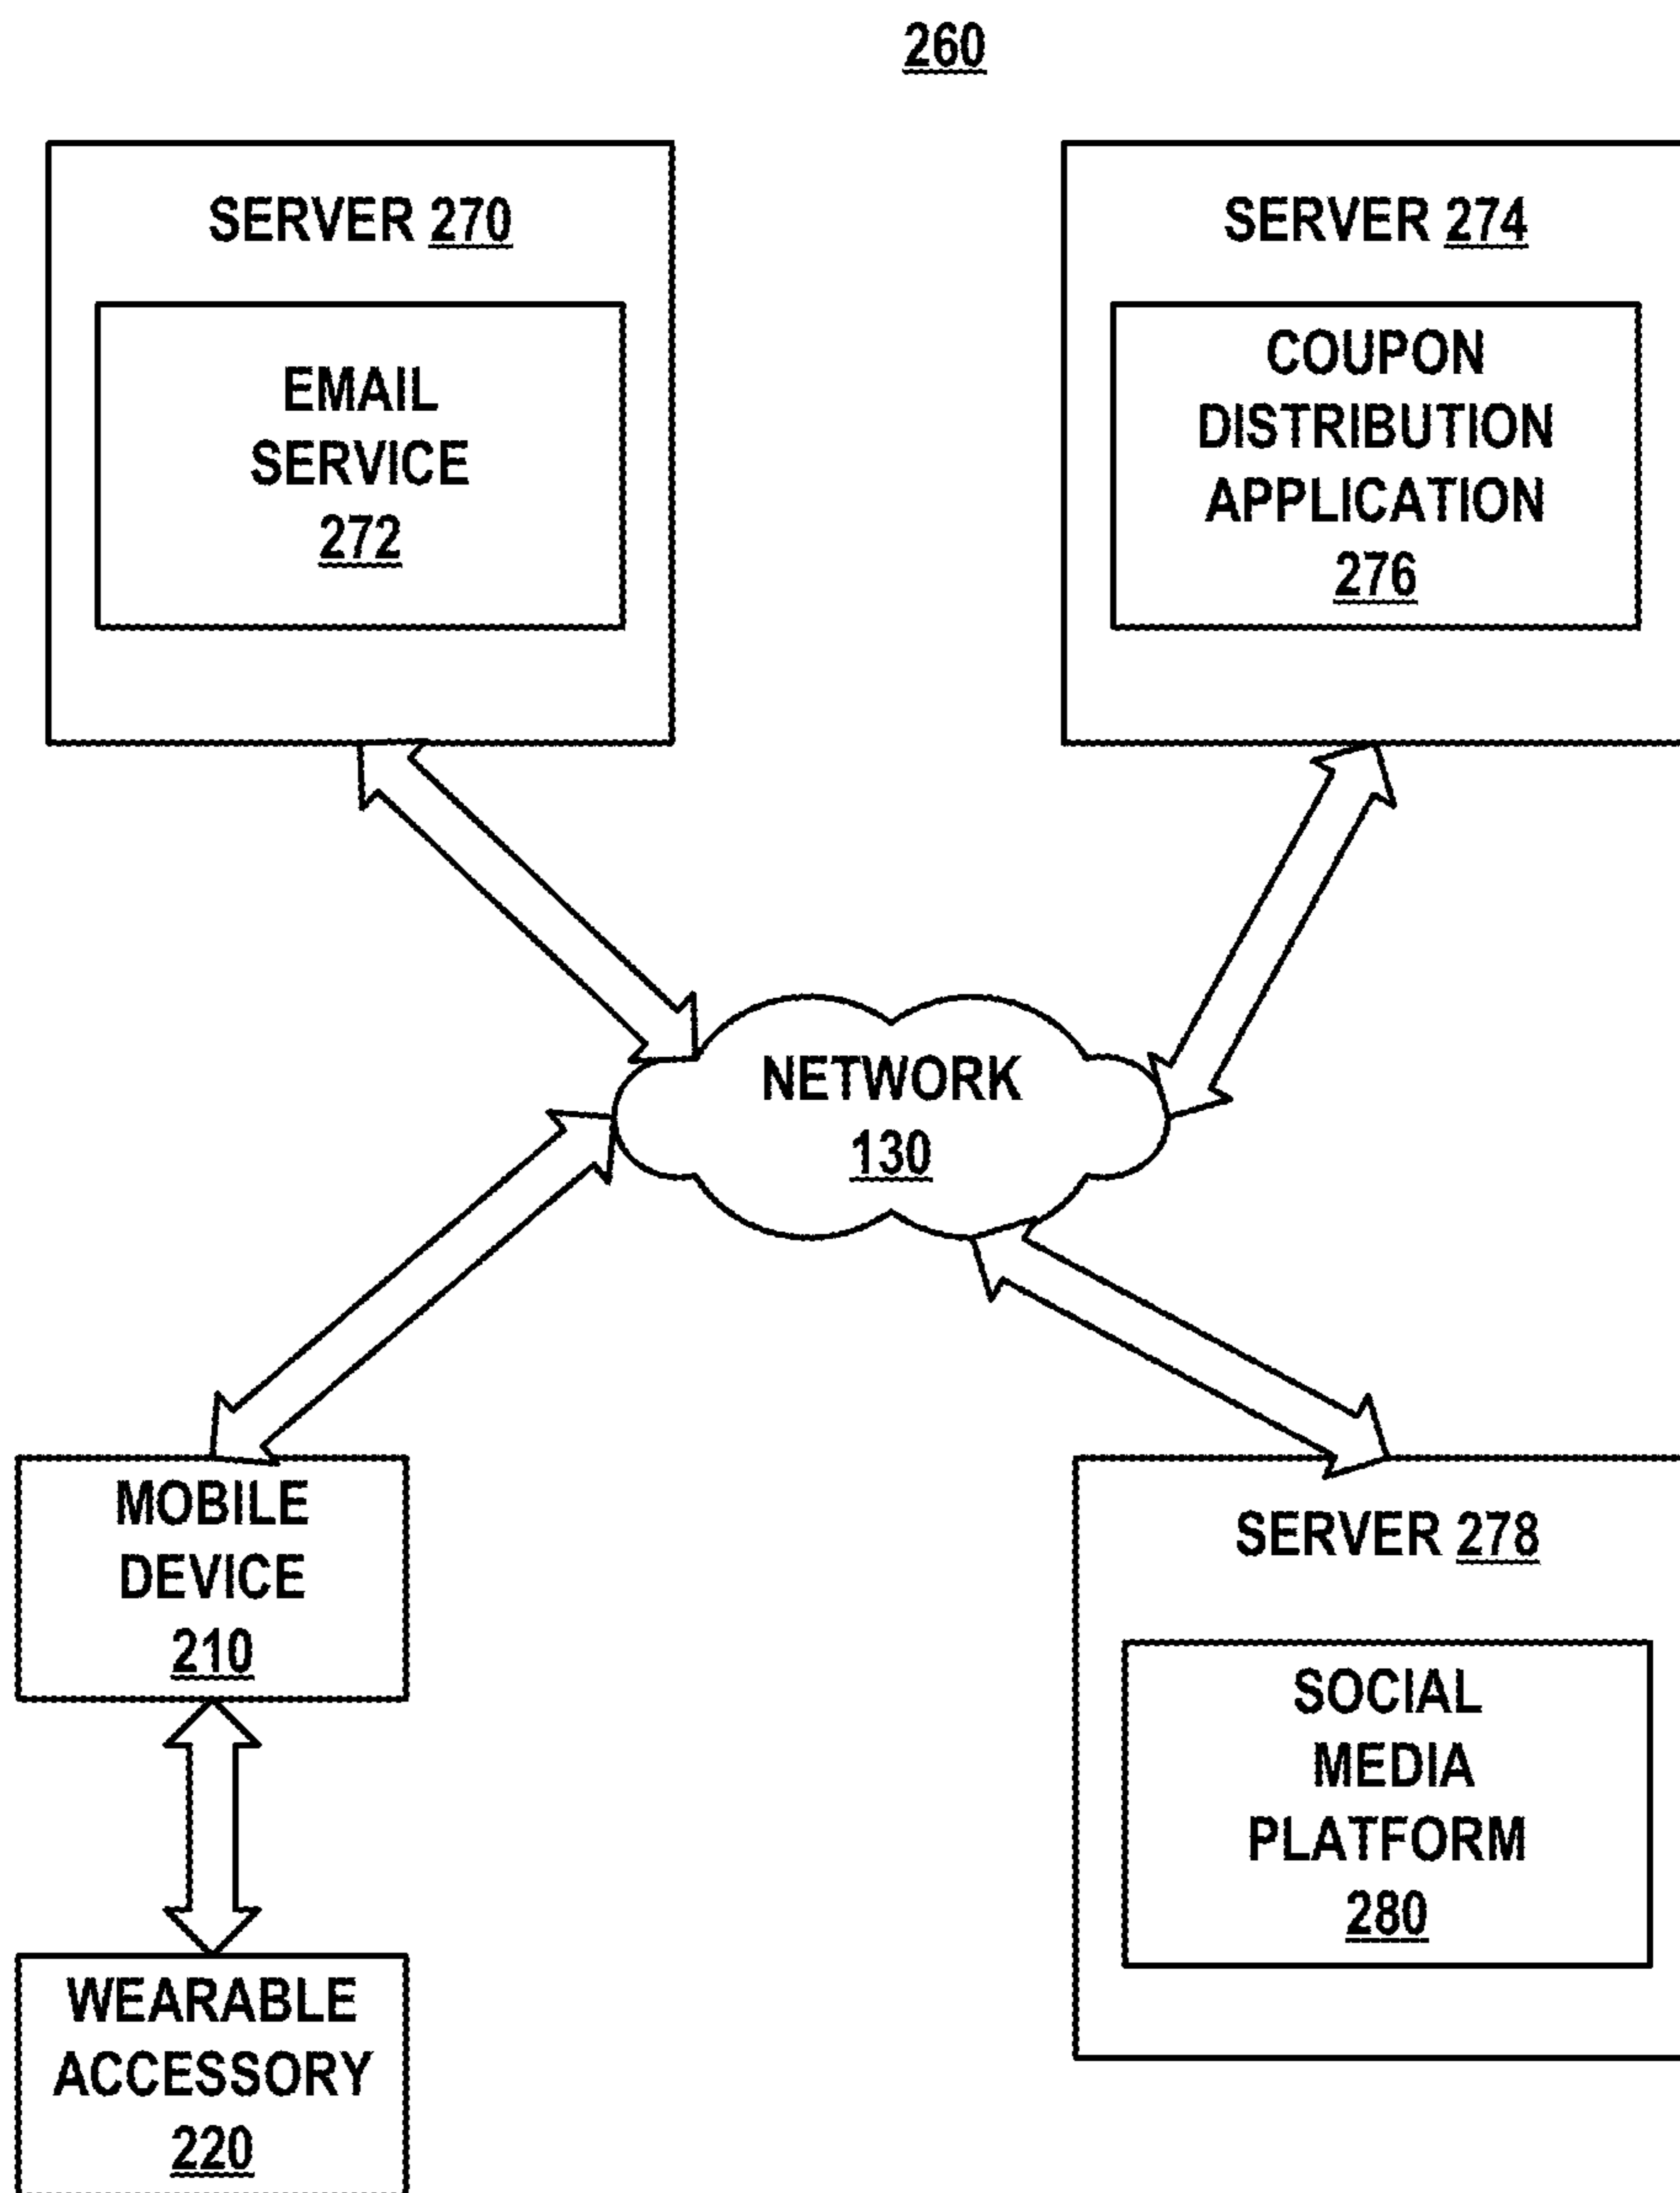 260
SERVER 270
EMAIL
SERVICE
272
SERVER 274
COUPON
DISTRIBUTION
APPLICATION
276
NETWORK
130
MOBILE
DEVICE
210
SERVER 278
SOCIAL
MEDIA
PLATFORM
280
WEARABLE
ACCESSORY
220